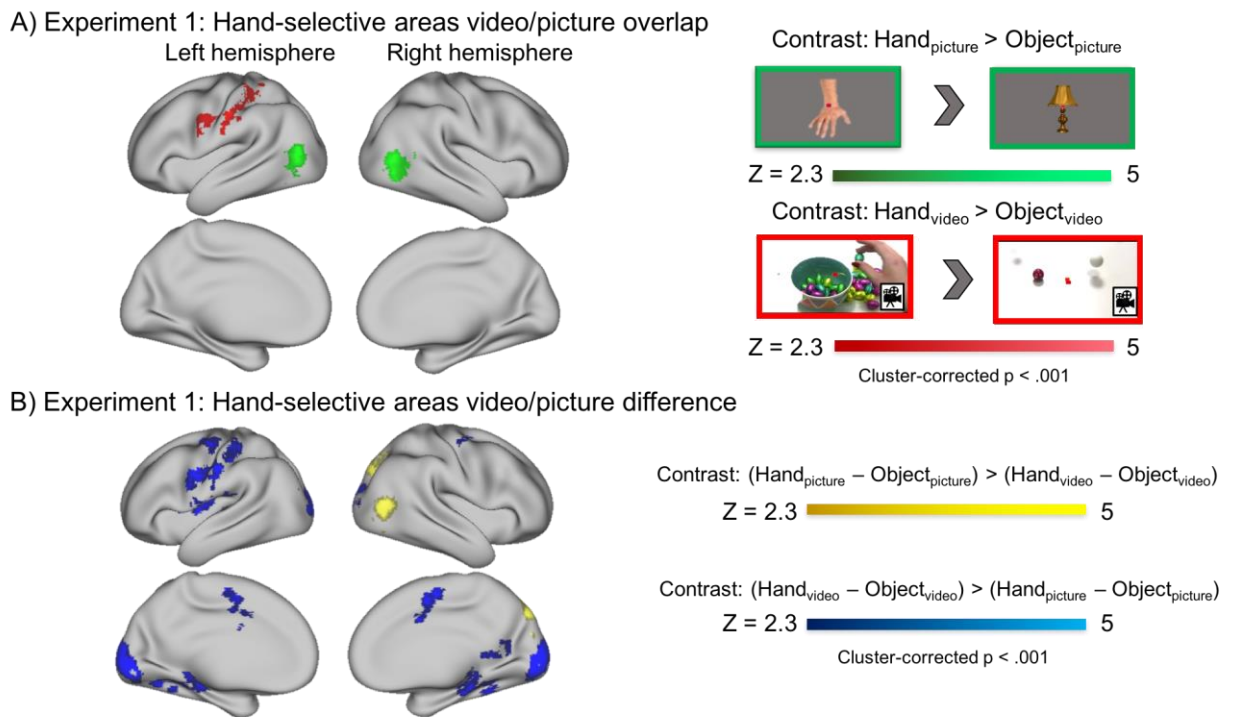 A) Experiment 1: Hand-selective areas video/picture overlap
Left hemisphere
Right hemisphere
Contrast: Handpicture > Objectpicture
Z = 2.3
5
Contrast: Handvideo > Objectvideo
Z = 2.3
5
Cluster-corrected p < .001
B) Experiment 1: Hand-selective areas video/picture difference
Contrast: (Handpicture – Objectpicture) > (Handvideo – Objectvideo)
Z = 2.3
5
Contrast: (Handvideo – Objectvideo) > (Handpicture – Objectpicture)
Z = 2.3
5
Cluster-corrected p < .001